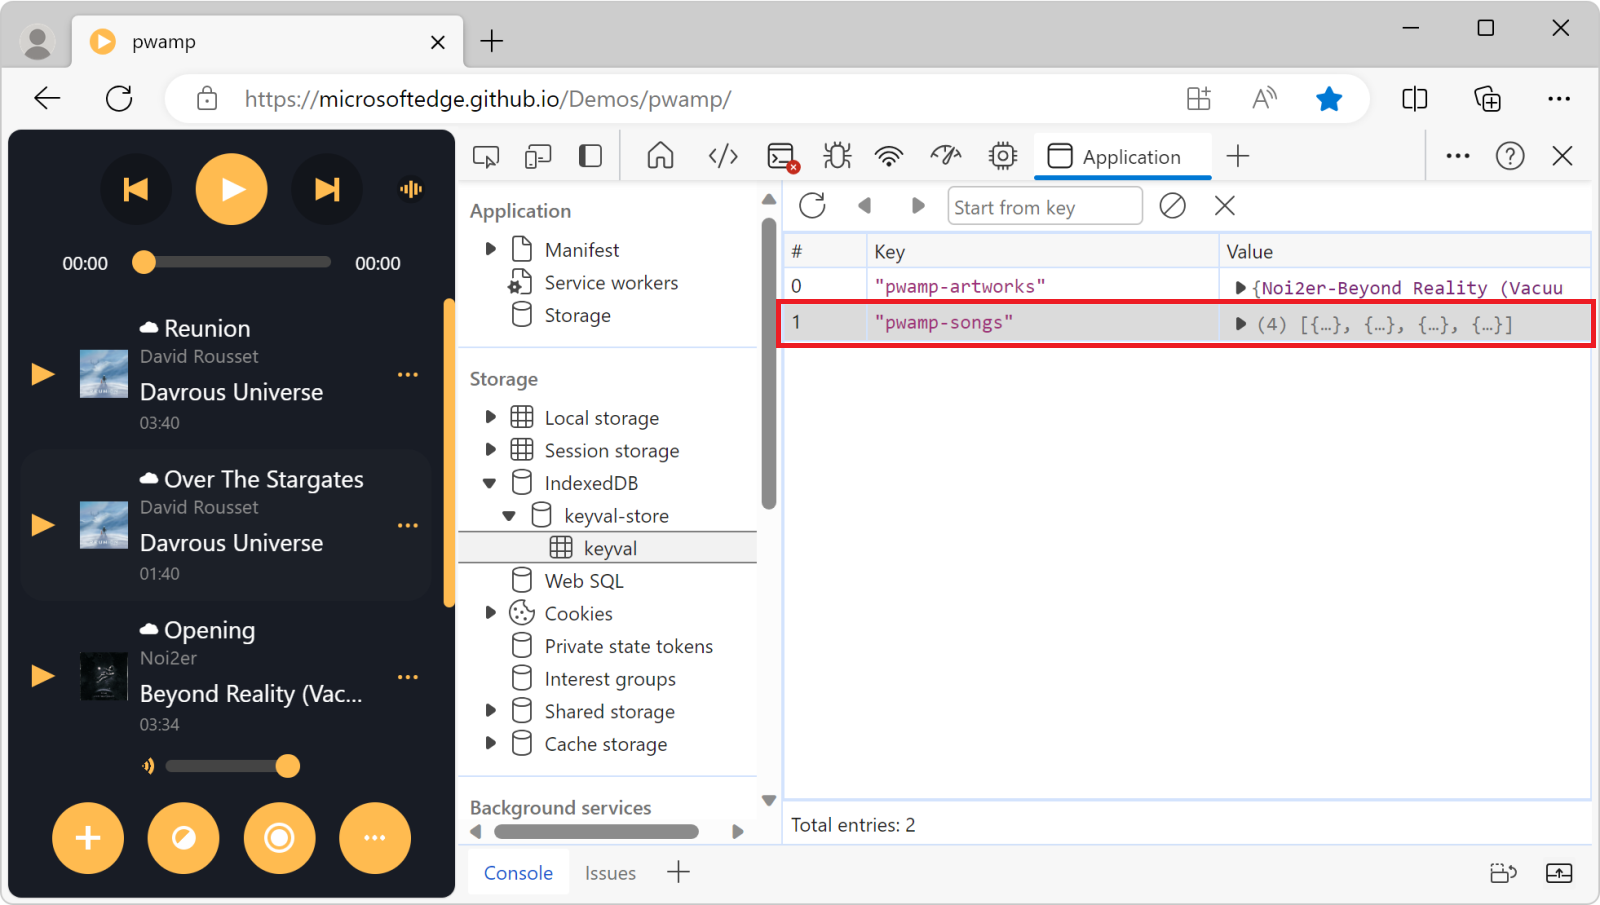 pwamp
https://microsoftedge.github.io/Demos/pwamp/
00:00
00:00
Reunion
David Rousset
Davrous Universe
03:40
Over The Stargates
David Rousset
Davrous Universe
01:40
Opening
Noi2er
Beyond Reality (Vac...
03:34
Application
Application
Manifest
Service workers
Storage
Storage
Local storage
Session storage
IndexedDB
keyval-store
keyval
Web SQL
Cookies
Private state tokens
Interest groups
Shared storage
Cache storage
Background services
Start from key
# Key Value
0 "pwamp-artworks" {Noi2er-Beyond Reality (Vacuu
1 "pwamp-songs" (4) [{…}, {…}, {…}, {…}]
Total entries: 2
Console Issues